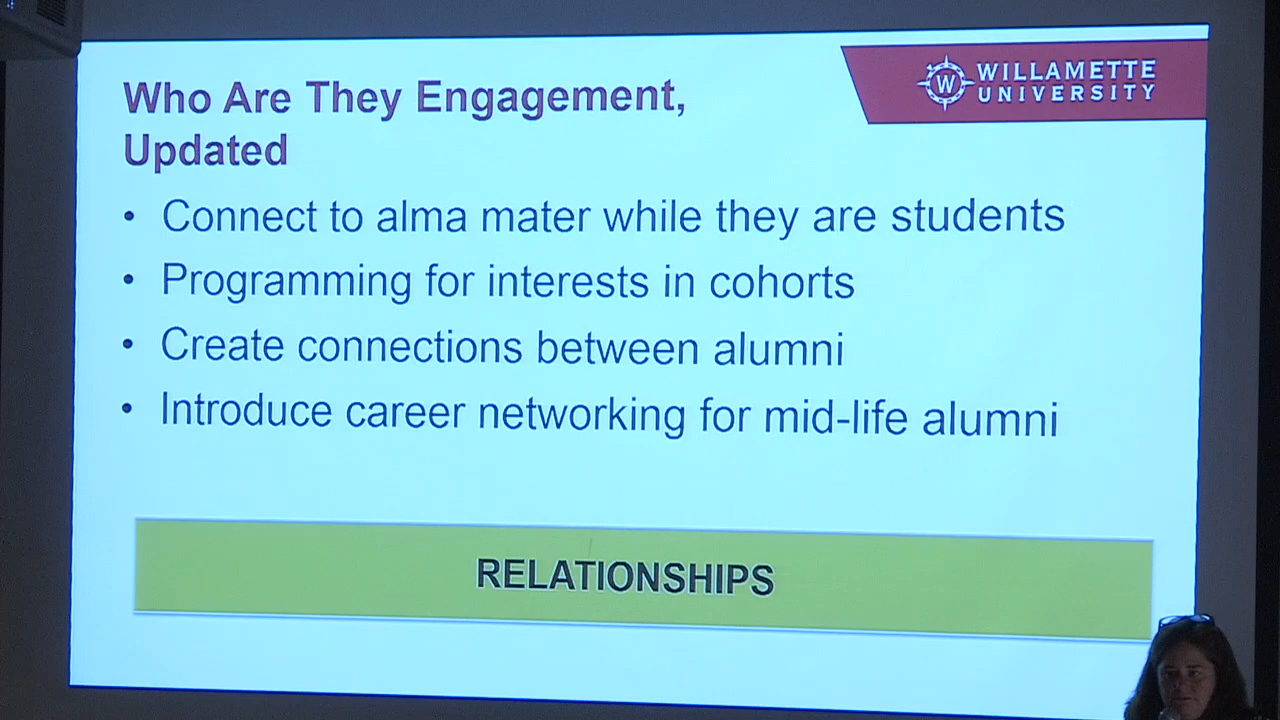 Who Are They Engagement,
Updated
WILLAMETTE
UNIVERSITY
W
• Connect to alma mater while they are students
• Programming for interests in cohorts
• Create connections between alumni
• Introduce career networking for mid-life alumni
RELATIONSHIPS